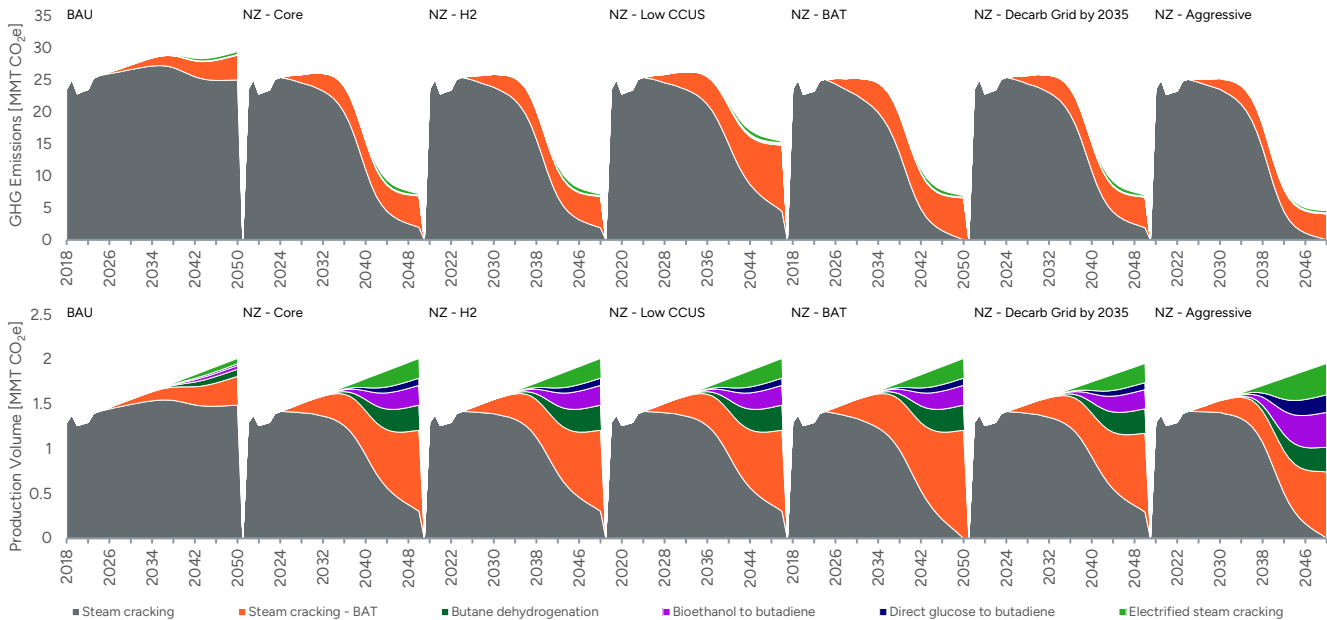 GHG Emissions [MMT CO₂e]
35
30
25
20
15
10
5
0
BAU
NZ - Core
NZ - H2
NZ - Low CCUS
NZ - BAT
NZ - Decarb Grid by 2035
NZ - Aggressive
2018 2026 2034 2042 2050 2024 2032 2040 2048 2022 2030 2038 2046 2020 2028 2036 2044 2018 2026 2034 2042 2050 2024 2032 2040 2048 2022 2030 2038 2046
Production Volume [MMT CO₂e]
2.5
2
1.5
1
0.5
0
BAU
NZ - Core
NZ - H2
NZ - Low CCUS
NZ - BAT
NZ - Decarb Grid by 2035
NZ - Aggressive
2018 2026 2034 2042 2050 2024 2032 2040 2048 2022 2030 2038 2046 2020 2028 2036 2044 2018 2026 2034 2042 2050 2024 2032 2040 2048 2022 2030 2038 2046
Steam cracking
Steam cracking - BAT
Butane dehydrogenation
Bioethanol to butadiene
Direct glucose to butadiene
Electrified steam cracking